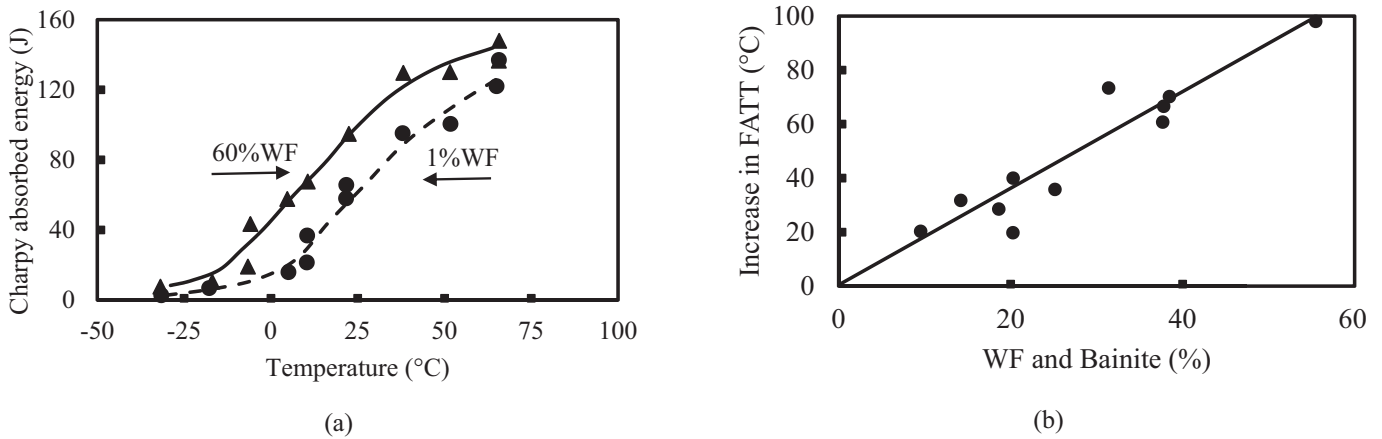 Charpy absorbed energy (J)
160
120
80
40
0
60%WF
1%WF
-50 -25 0 25 50 75 100
Temperature (°C)
(a)
Increase in FATT (°C)
100
80
60
40
20
0
0 20 40 60
WF and Bainite (%)
(b)